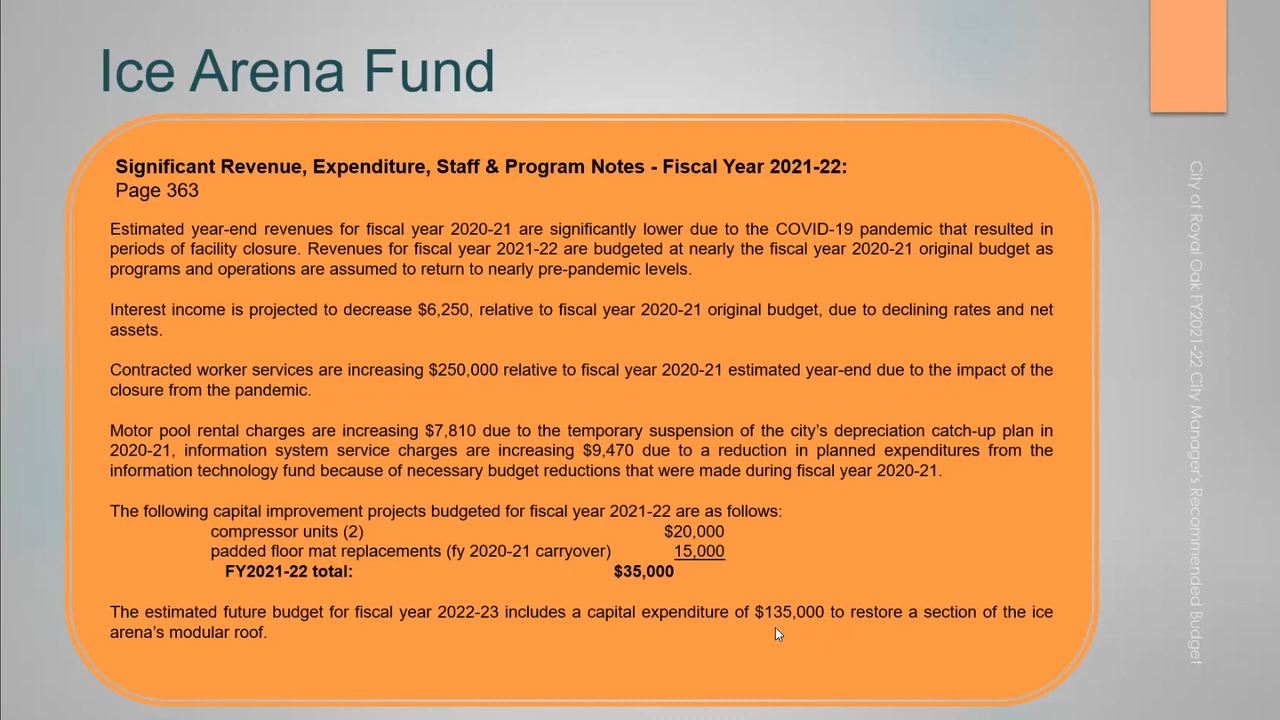 Ice Arena Fund
Significant Revenue, Expenditure, Staff & Program Notes - Fiscal Year 2021-22:
Page 363
Estimated year-end revenues for fiscal year 2020-21 are significantly lower due to the COVID-19 pandemic that resulted in
periods of facility closure. Revenues for fiscal year 2021-22 are budgeted at nearly the fiscal year 2020-21 original budget as
programs and operations are assumed to return to nearly pre-pandemic levels.
Interest income is projected to decrease $6,250, relative to fiscal year 2020-21 original budget, due to declining rates and net
assets.
Contracted worker services are increasing $250,000 relative to fiscal year 2020-21 estimated year-end due to the impact of the
closure from the pandemic.
Motor pool rental charges are increasing $7,810 due to the temporary suspension of the city’s depreciation catch-up plan in
2020-21, information system service charges are increasing $9,470 due to a reduction in planned expenditures from the
information technology fund because of necessary budget reductions that were made during fiscal year 2020-21.
The following capital improvement projects budgeted for fiscal year 2021-22 are as follows:
compressor units (2) $20,000
padded floor mat replacements (fy 2020-21 carryover) 15,000
FY2021-22 total: $35,000
The estimated future budget for fiscal year 2022-23 includes a capital expenditure of $135,000 to restore a section of the ice
arena’s modular roof.
City of Royal Oak FY2021-22 City Manager's Recommended Budget